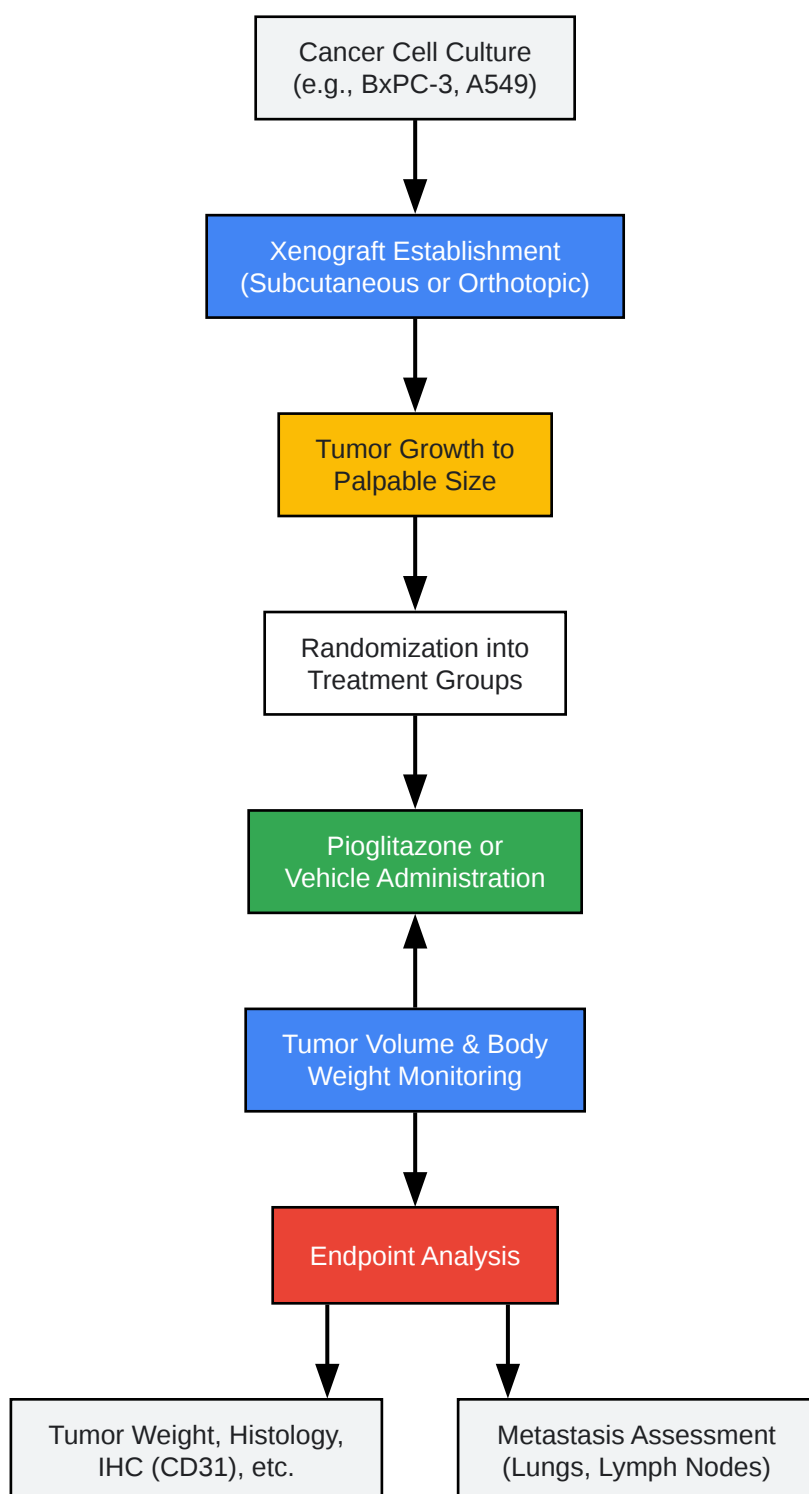 Cancer Cell Culture
(e.g., BxPC-3, A549)
Xenograft Establishment
(Subcutaneous or Orthotopic)
Tumor Growth to
Palpable Size
Randomization into
Treatment Groups
Pioglitazone or
Vehicle Administration
Tumor Volume & Body
Weight Monitoring
Endpoint Analysis
Tumor Weight, Histology,
IHC (CD31), etc.
Metastasis Assessment
(Lungs, Lymph Nodes)